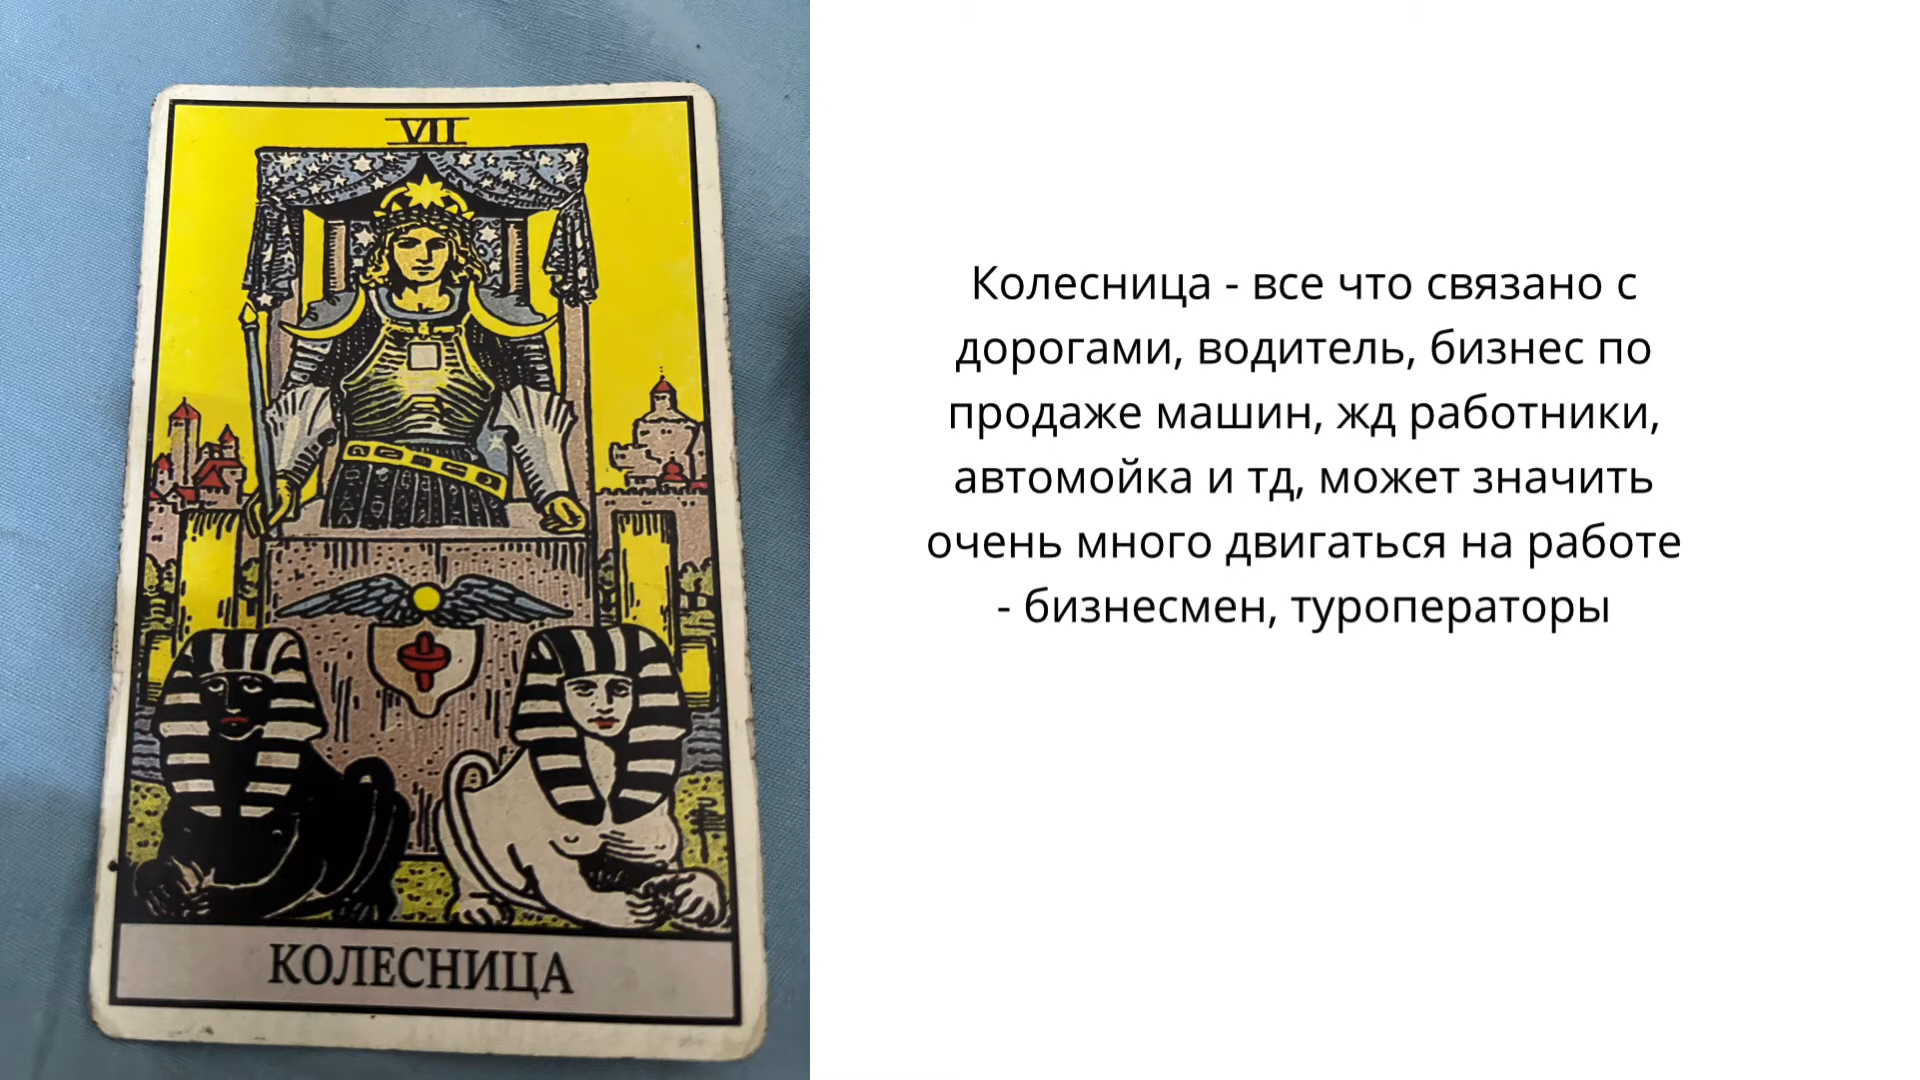 VII
КОЛЕСНИЦА
Колесница - все что связано с
дорогами, водитель, бизнес по
продаже машин, жд работники,
автомойка и тд, может значить
очень много двигаться на работе
- бизнесмен, туроператоры